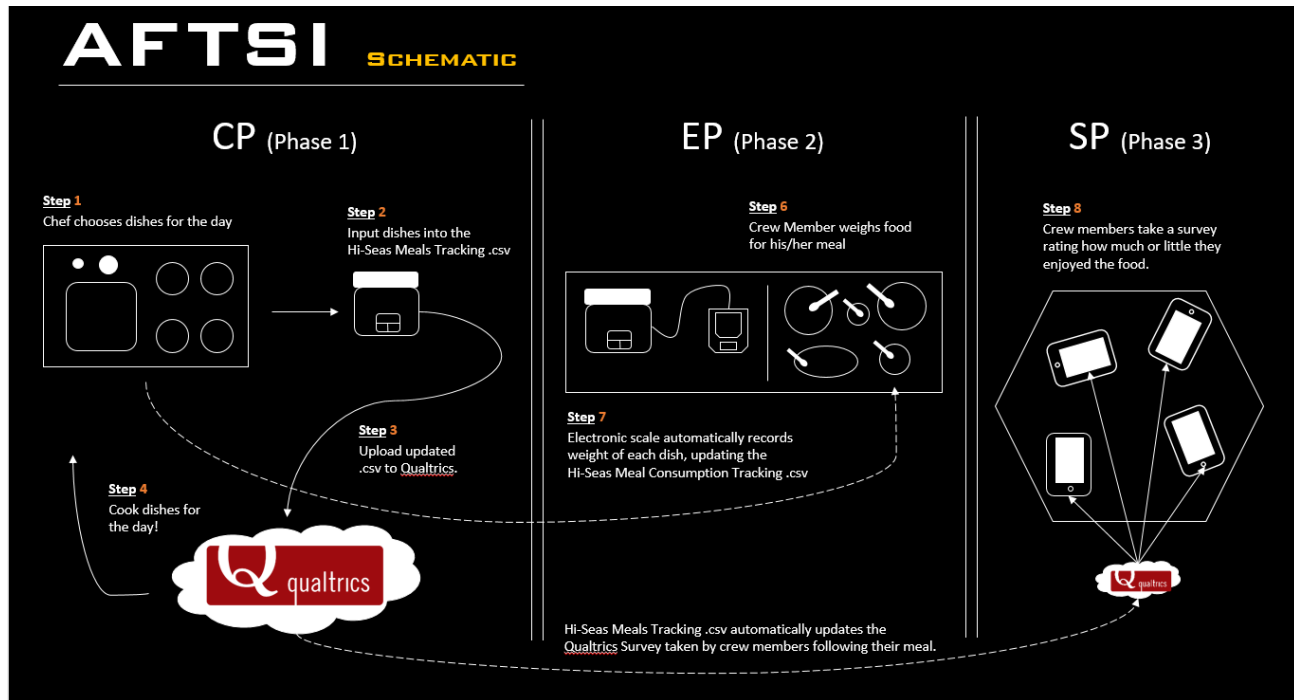 AFTSI SCHEMATIC
CP (Phase 1)
Step 1
Chef chooses dishes for the day
Step 2
Input dishes into the
Hi-Seas Meals Tracking .csv
Step 3
Upload updated
.csv to Qualtrics.
Step 4
Cook dishes for
the day!
Q qualtrics
EP (Phase 2)
Step 6
Crew Member weighs food
for his/her meal
Step 7
Electronic scale automatically records
weight of each dish, updating the
Hi-Seas Meal Consumption Tracking .csv
Hi-Seas Meals Tracking .csv automatically updates the
Qualtrics Survey taken by crew members following their meal.
SP (Phase 3)
Step 8
Crew members take a survey
rating how much or little they
enjoyed the food.
Q qualtrics